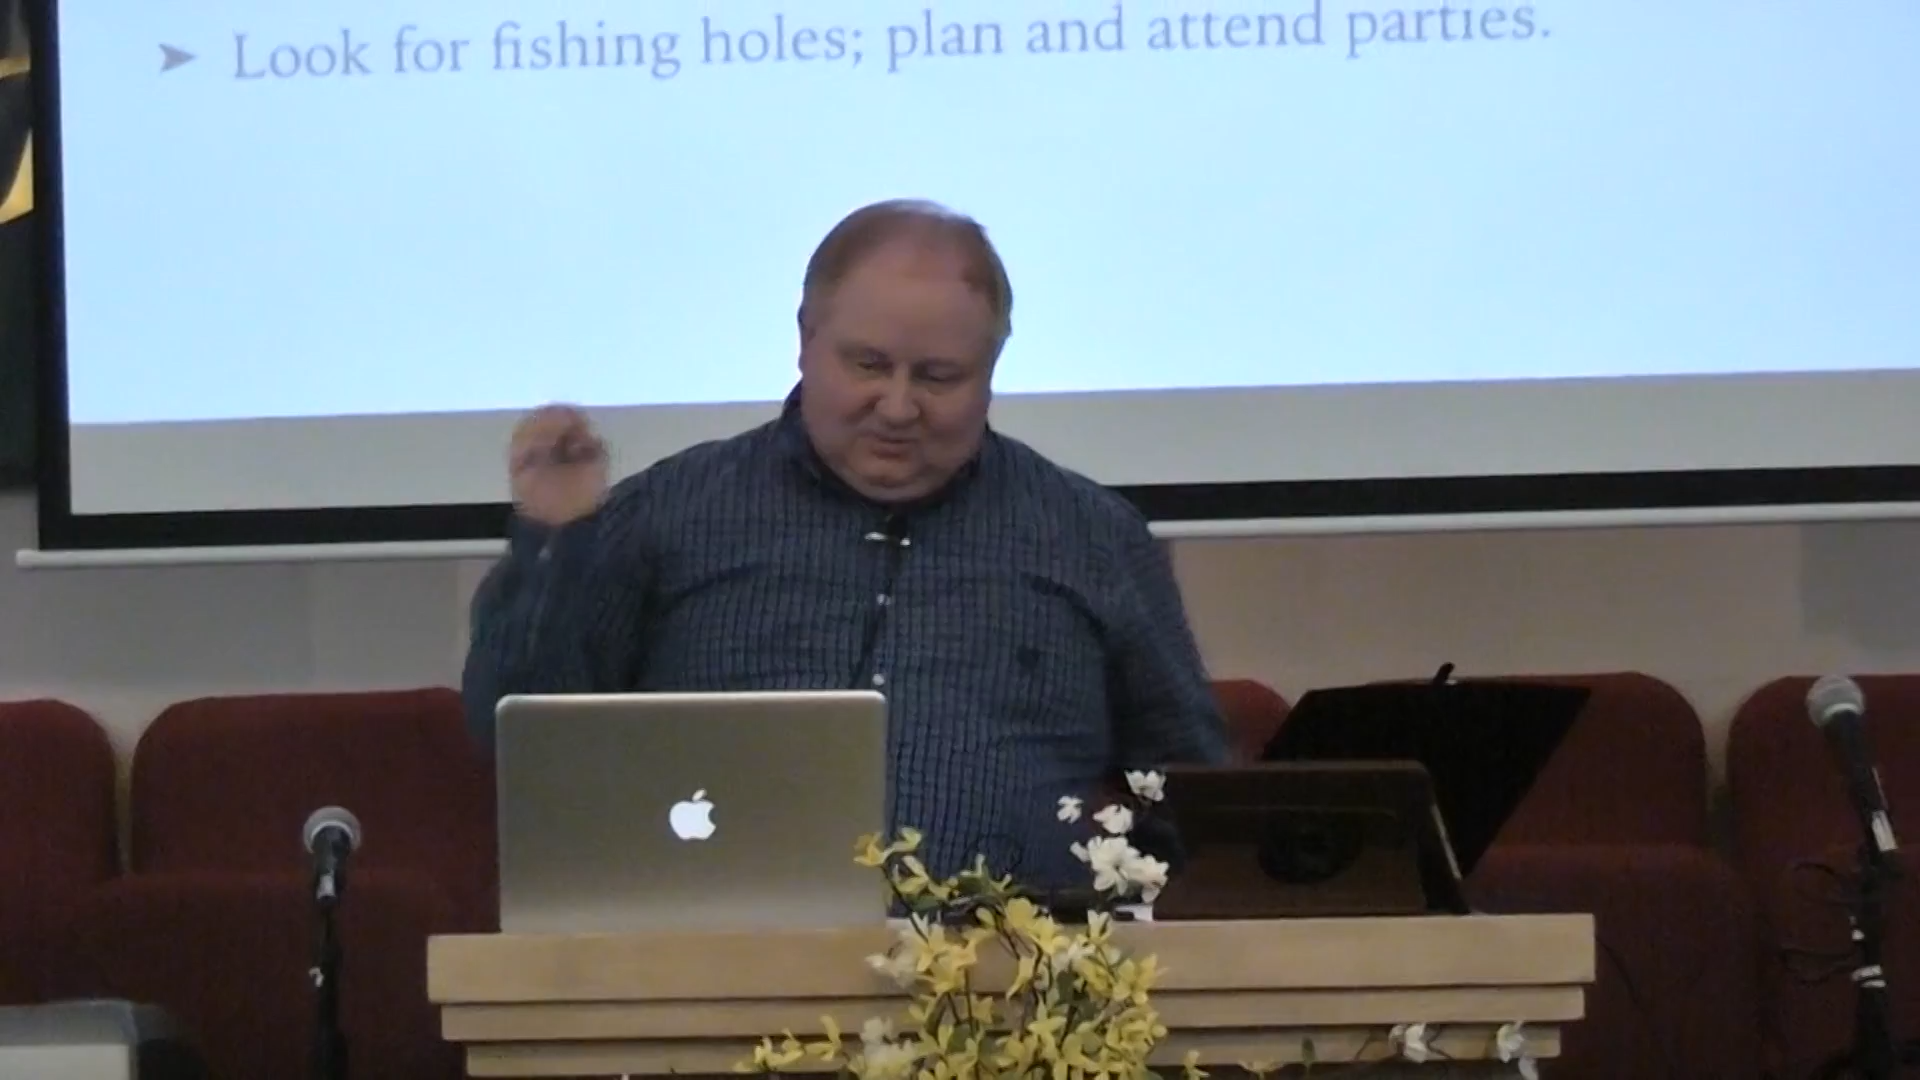 ➤ Look for fishing holes; plan and attend parties.